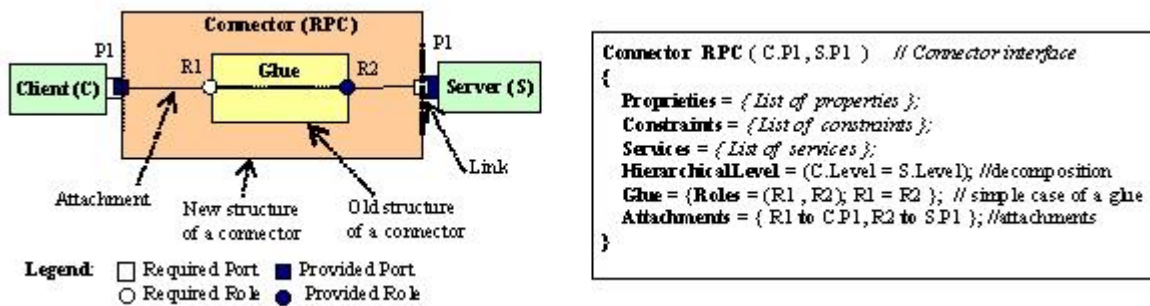 Connector (RPC)
P1
P1
R1
Glue
R2
Client (C)
Server (S)
Link
Attachment
New structure
of a connector
Old structure
of a connector
Legend:
Required Port
Provided Port
Required Role
Provided Role
Connector RPC ( C.P1, S.P1 ) // Connector interface
{
Proprieties = { List of properties };
Constraints = { List of constraints };
Services = { List of services };
HierarchicalLevel = (C.Level = S.Level); //decomposition
Glue = {Roles = (R1 , R2); R1 = R2 }; // simple case of a glue
Attachments = { R1 to C.P1, R2 to S.P1 }; //attachments
}